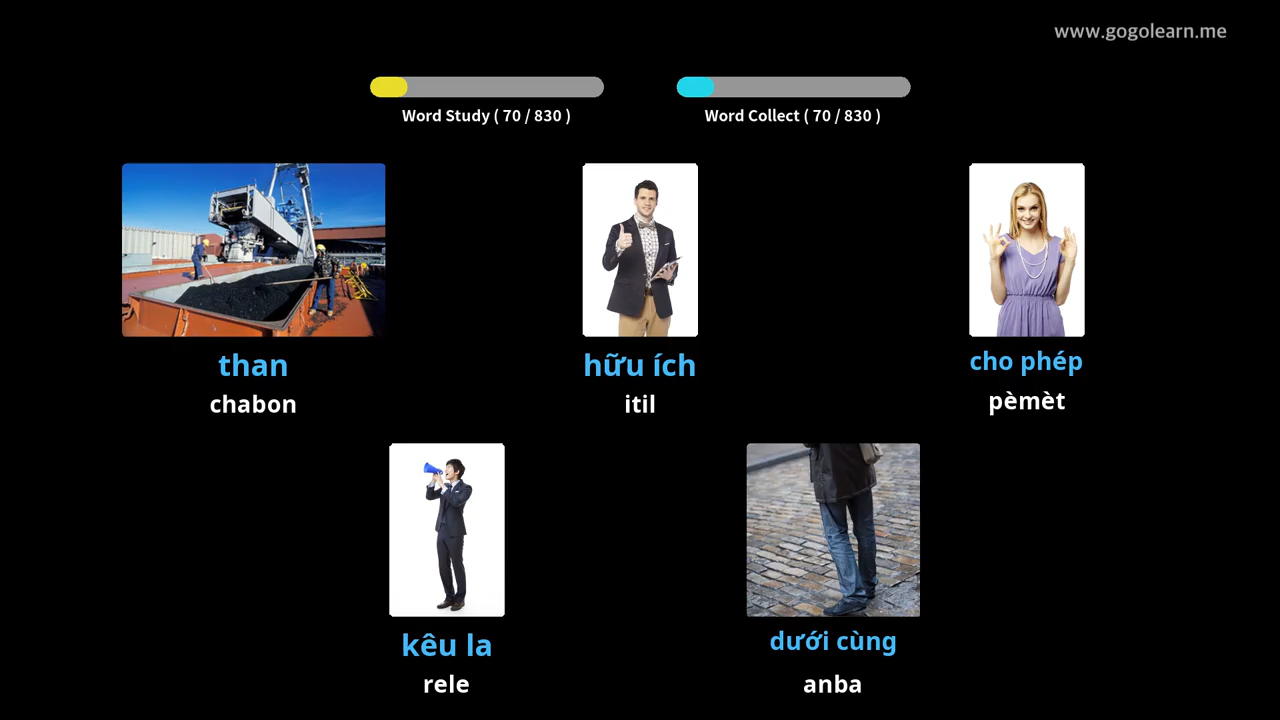 www.gogolearn.me
Word Study ( 70 / 830 )
Word Collect ( 70 / 830 )
than
chabon
hữu ích
itil
cho phép
pèmèt
kêu la
rele
dưới cùng
anba